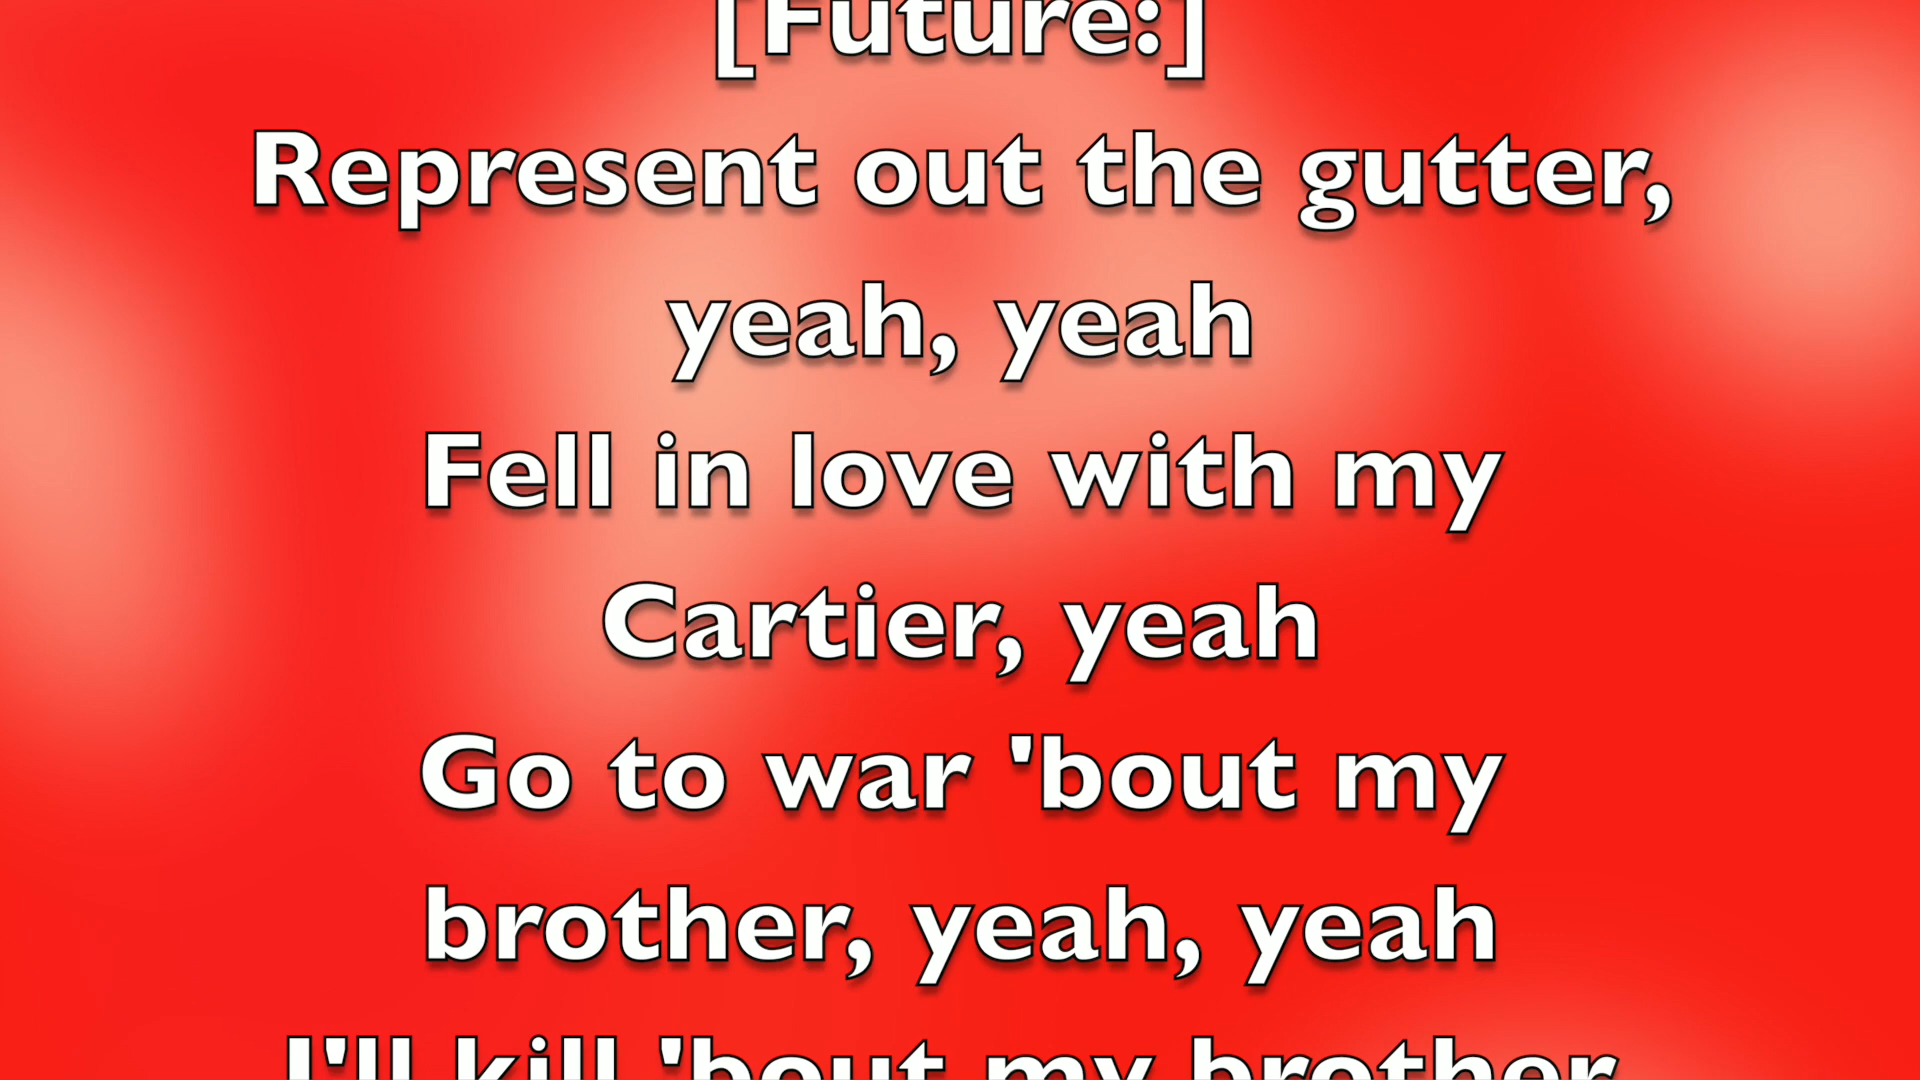 [Future:]
Represent out the gutter,
yeah, yeah
Fell in love with my
Cartier, yeah
Go to war 'bout my
brother, yeah, yeah
I'll kill 'bout my brother